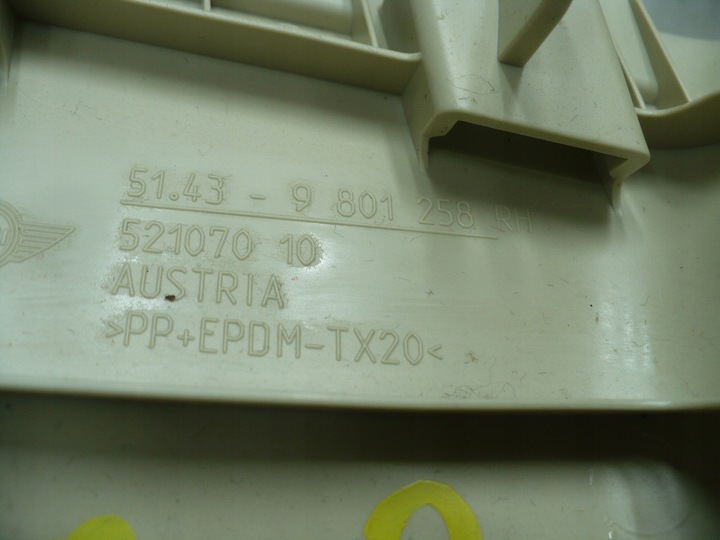 51.43 - 9 801 258 RH
521070 10
AUSTRIA
>PP+EPDM-TX20<